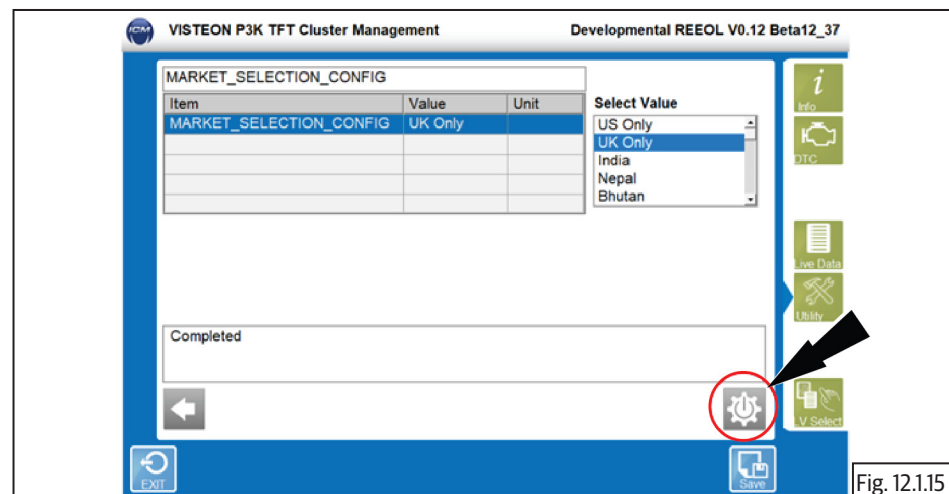 ICM
VISTEON P3K TFT Cluster Management
Developmental REEOL V0.12 Beta12_37
MARKET_SELECTION_CONFIG
Item Value Unit
MARKET_SELECTION_CONFIG UK Only
Select Value
US Only
UK Only
India
Nepal
Bhutan
Completed
i
Info
DTC
Live Data
Utility
LV Select
EXIT
Save
Fig. 12.1.15